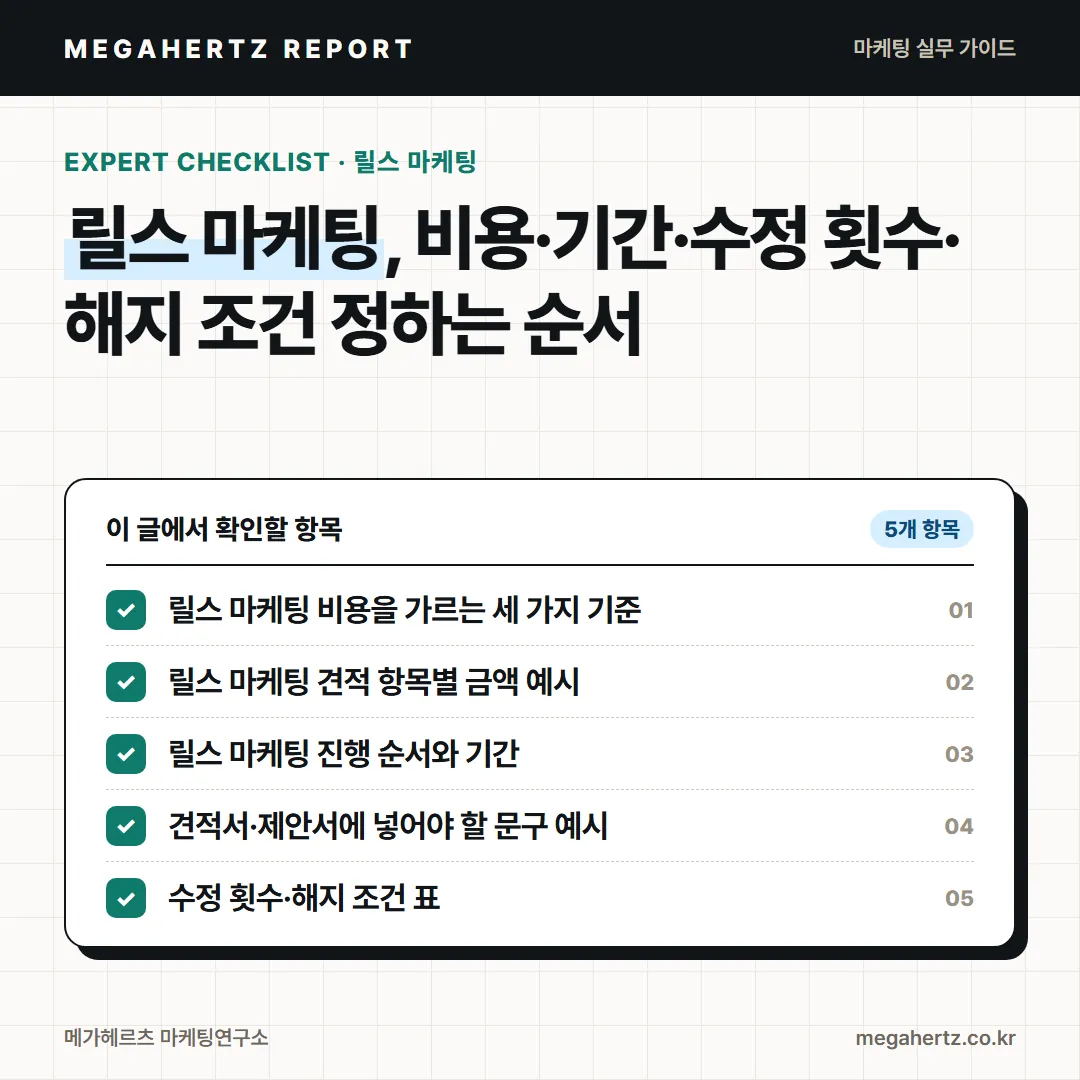 MEGAHERTZ REPORT
마케팅 실무 가이드
EXPERT CHECKLIST · 릴스 마케팅
릴스 마케팅, 비용·기간·수정 횟수·
해지 조건 정하는 순서
이 글에서 확인할 항목
5개 항목
릴스 마케팅 비용을 가르는 세 가지 기준
01
릴스 마케팅 견적 항목별 금액 예시
02
릴스 마케팅 진행 순서와 기간
03
견적서·제안서에 넣어야 할 문구 예시
04
수정 횟수·해지 조건 표
05
메가헤르츠 마케팅연구소
megahertz.co.kr